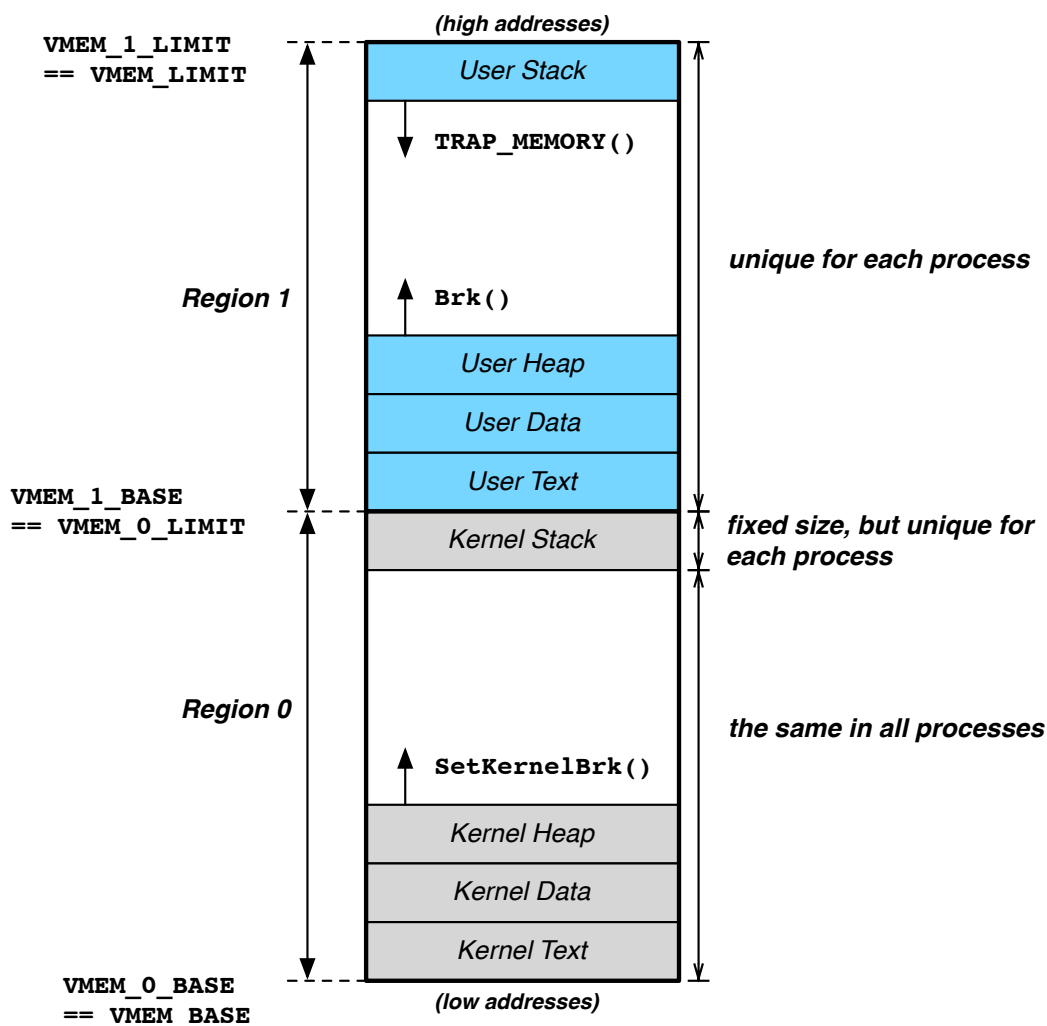 (high addresses)
VMEM_1_LIMIT
== VMEM_LIMIT
User Stack
TRAP_MEMORY()
unique for each process
Region 1
Brk()
User Heap
User Data
User Text
VMEM_1_BASE
== VMEM_0_LIMIT
Kernel Stack
fixed size, but unique for
each process
Region 0
the same in all processes
SetKernelBrk()
Kernel Heap
Kernel Data
Kernel Text
VMEM_0_BASE
== VMEM_BASE
(low addresses)